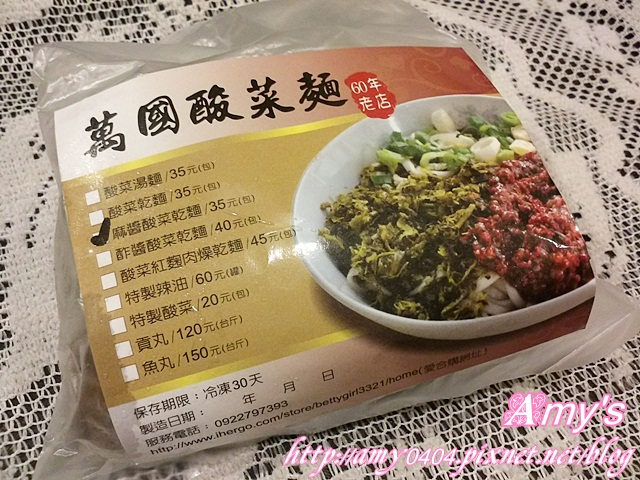 萬國酸菜麵
60年
老店
酸菜湯麵/35元(包)
酸菜乾麵/35元(包)
麻醬酸菜乾麵/35元(包)
酢醬酸菜乾麵/40元(包)
酸菜紅麴肉燥乾麵/45元(包)
特製辣油/60元(罐)
特製酸菜/20元(包)
貢丸/120元(台斤)
魚丸/150元(台斤)
保存期限：冷凍30天
製造日期： 年 月 日
服務電話：0922797393
http://www.ihergo.com/store/bettygirl3321/home(愛合購網址)
Amy's
http://amy0404.pixnet.net/blog